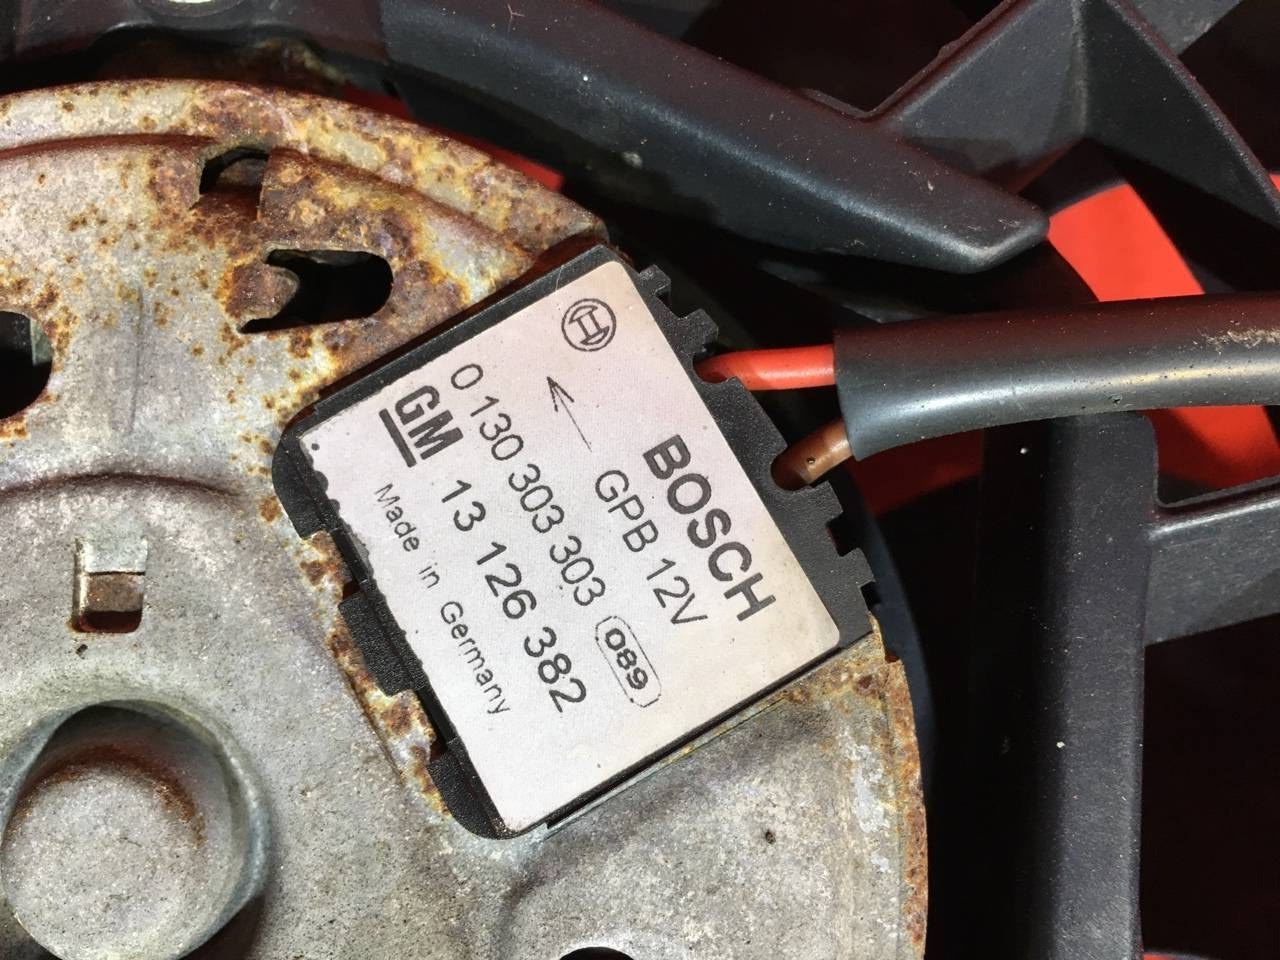 BOSCH
GPB 12V
0 130 303 303 089
GM 13 126 382
Made in Germany